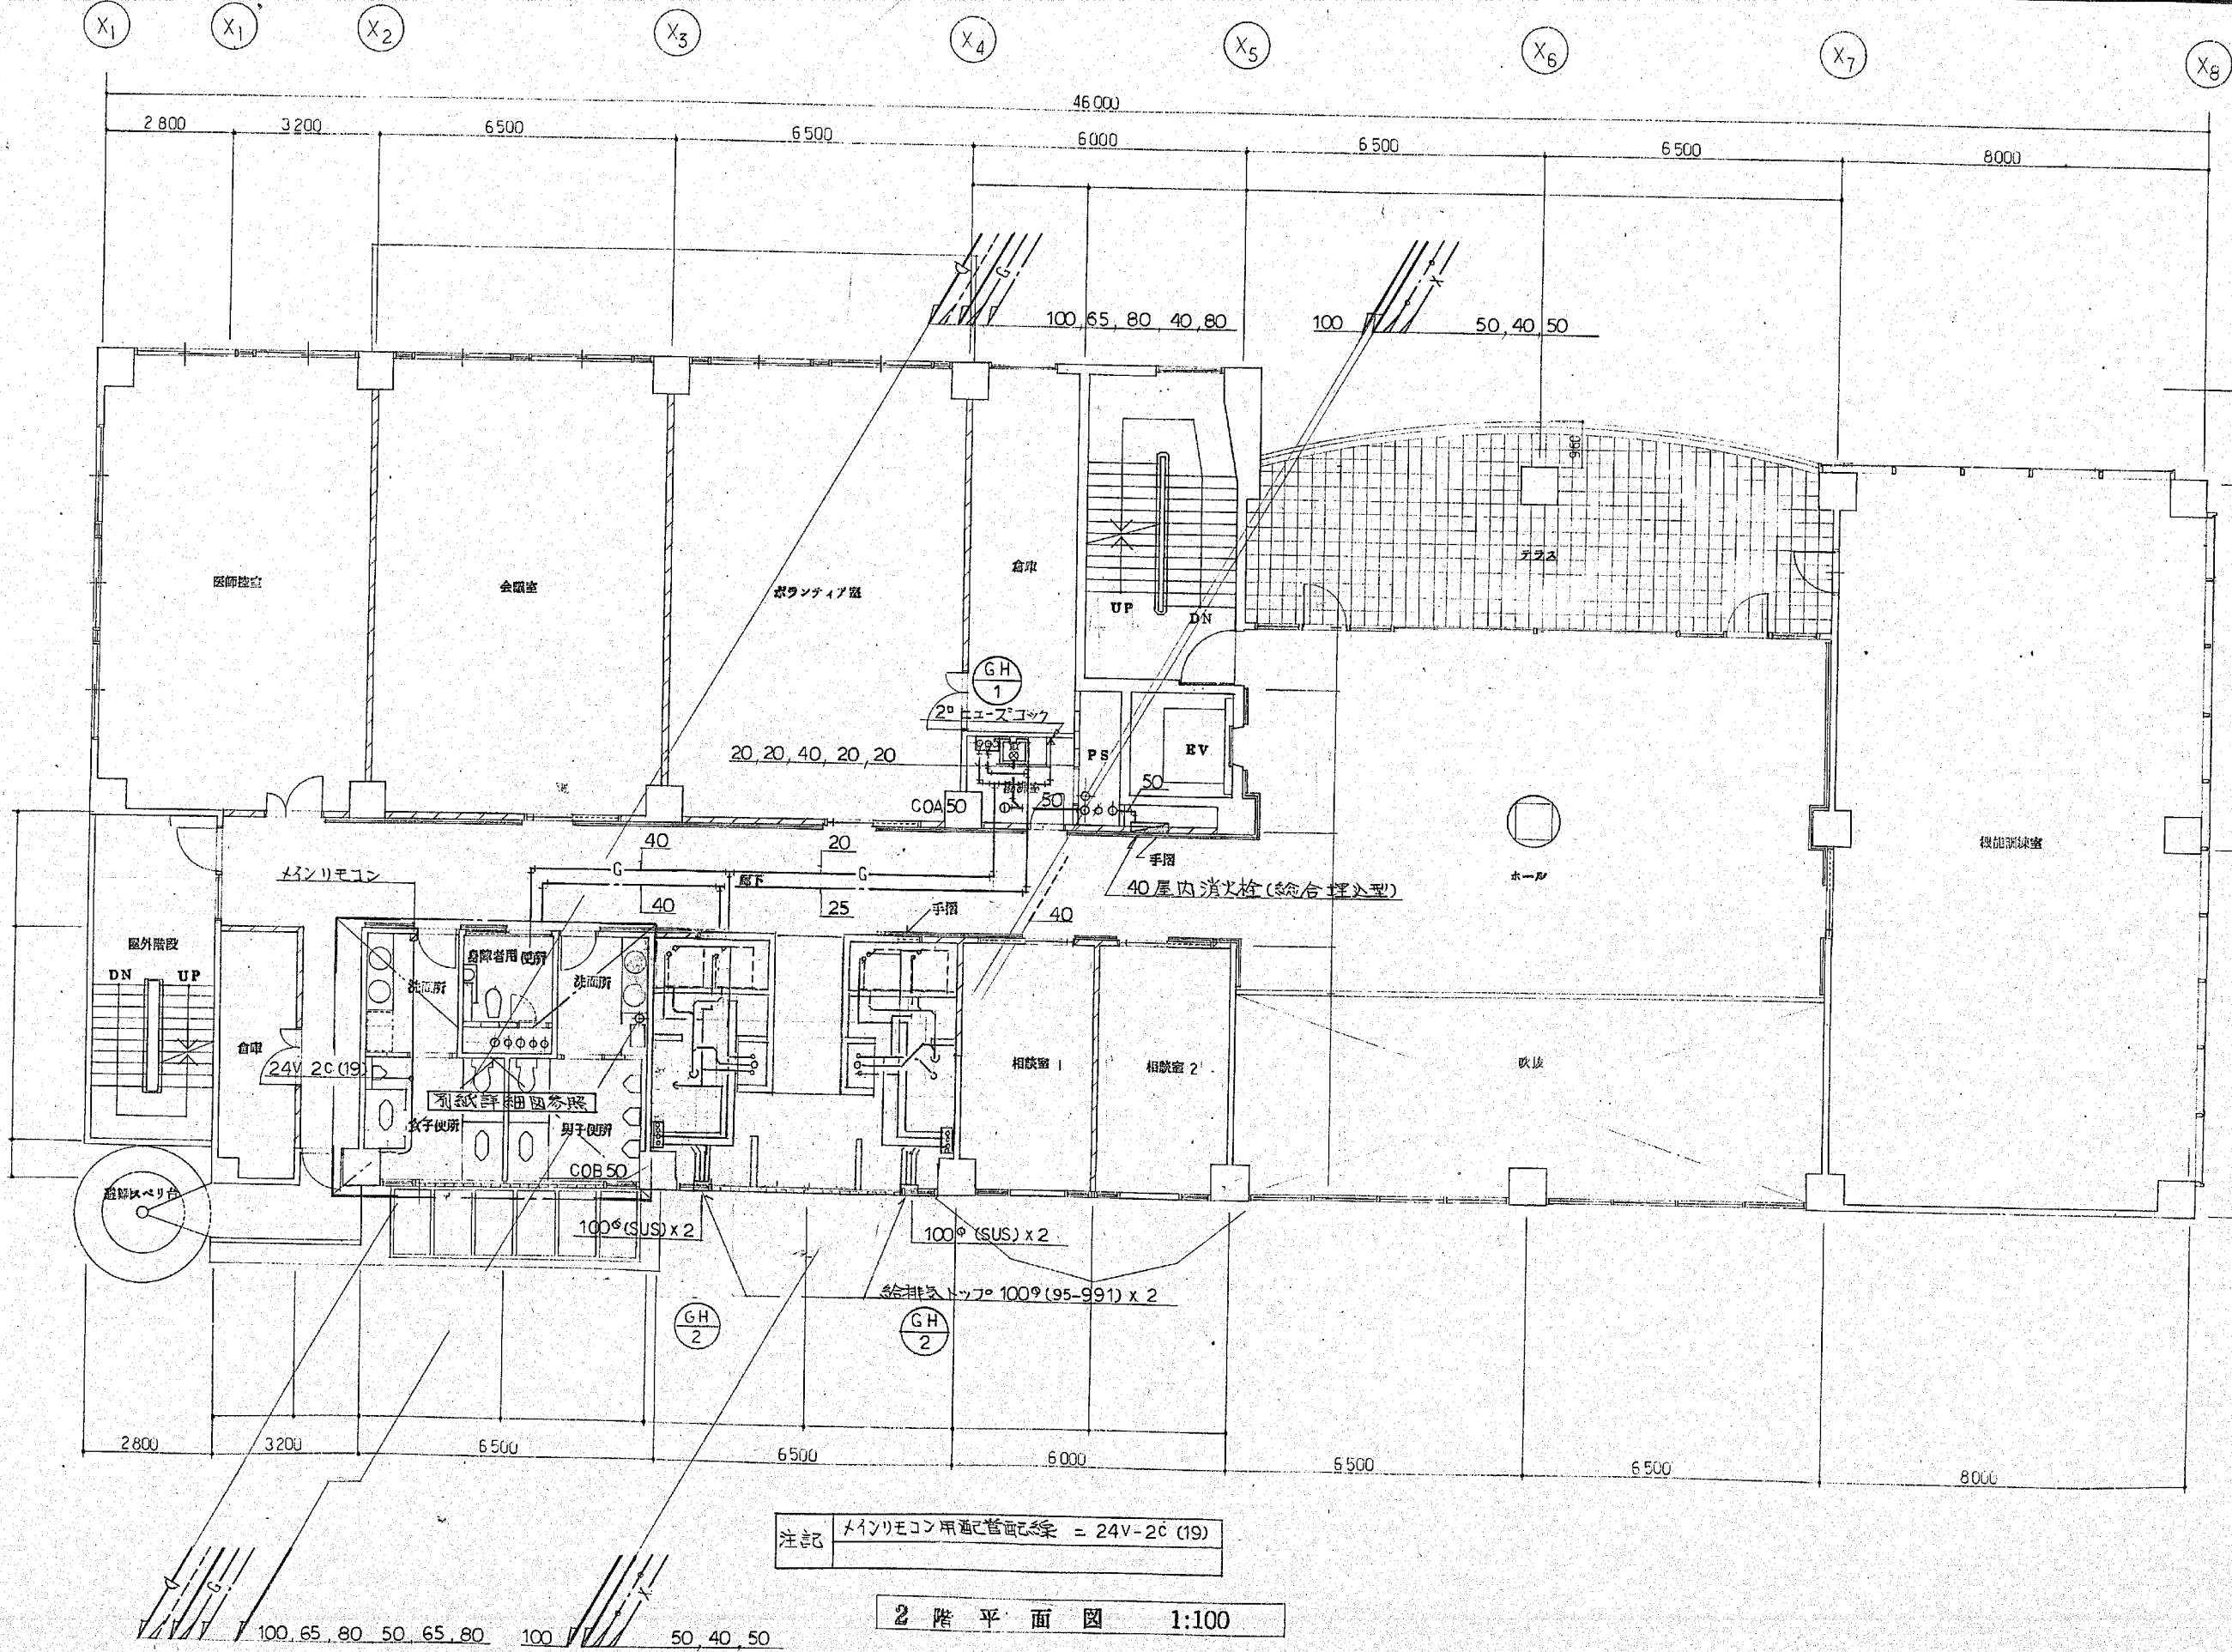 X1 X1 X2 X3 X4 X5 X6 X7 X8
46000
2800 3200 6500 6500 6000 6500 6500 8000
G
X
100,65,80,40,80
100 50,40,50
960
テラス
医師控室
会議室
ボランティア室
倉庫
UP
DN
GH
1
2口ヒューズコック
20,20,40,20,20
PS
EV
50
COA50
50
40
20
手摺
G
G
廊下
メインリモコン
40屋内消火栓(総合埋込型)
ホール
機能訓練室
40
25
手摺
40
屋外階段
DN
UP
洗面所
身障者用便所
洗面所
倉庫
24V 2C(19)
相談室 1
相談室 2
吹抜
別紙詳細図参照
女子便所
男子便所
COB50
避難スベリ台
100φ(SUS)x2
100φ(SUS)x2
給排気トップ100φ(95-991)x2
GH
2
GH
2
2800 3200 6500 6500 6000 6500 6500 8000
注記
メインリモコン用配管配線 = 24V-2C (19)
G
X
100,65,80 50,65,80
100 50,40,50
2 階 平 面 図 1:100